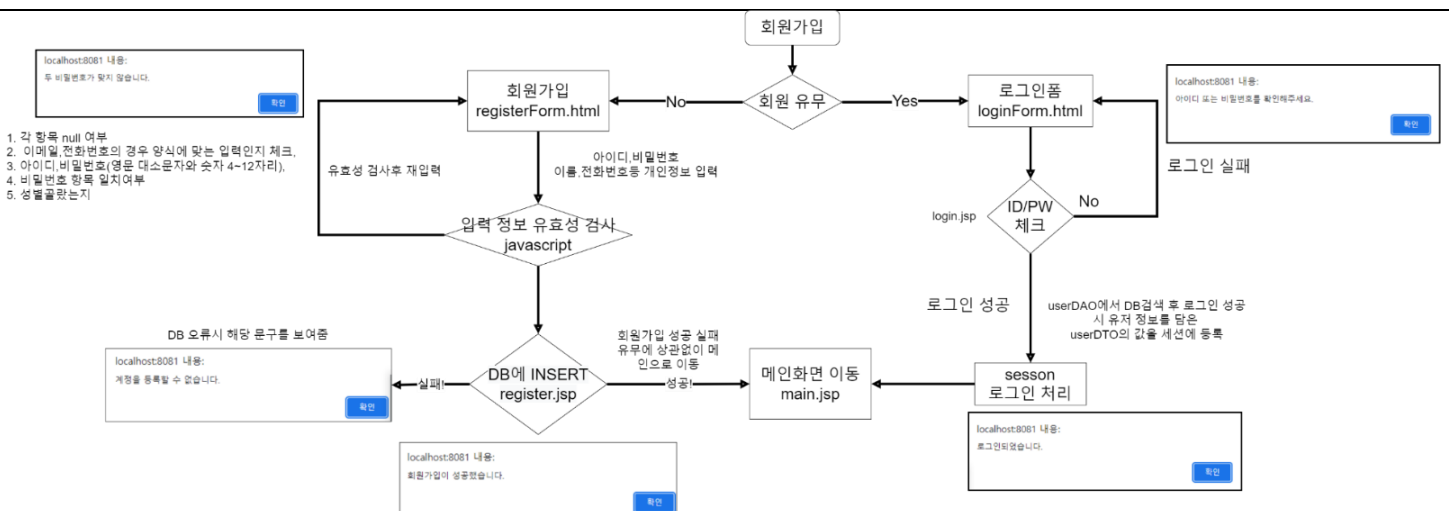 회원가입
localhost:8081 내용:
두 비밀번호가 맞지 않습니다.
확인
1. 각 항목 null 여부
2. 이메일,전화번호의 경우 양식에 맞는 입력인지 체크,
3. 아이디,비밀번호(영문 대소문자와 숫자 4~12자리),
4. 비밀번호 항목 일치여부
5. 성별골랐는지
회원가입
registerForm.html
No
회원 유무
Yes
로그인폼
loginForm.html
localhost:8081 내용:
아이디 또는 비밀번호를 확인해주세요.
확인
유효성 검사후 재입력
아이디,비밀번호
이름,전화번호등 개인정보 입력
로그인 실패
입력 정보 유효성 검사
javascript
login.jsp
ID/PW
체크
No
로그인 성공
userDAO에서 DB검색 후 로그인 성공
시 유저 정보를 담은
userDTO의 값을 세션에 등록
DB 오류시 해당 문구를 보여줌
localhost:8081 내용:
계정을 등록할 수 없습니다.
확인
실패!
DB에 INSERT
register.jsp
회원가입 성공 실패
유무에 상관없이 메
인으로 이동
성공!
메인화면 이동
main.jsp
sesson
로그인 처리
localhost:8081 내용:
회원가입이 성공했습니다.
확인
localhost:8081 내용:
로그인되었습니다.
확인